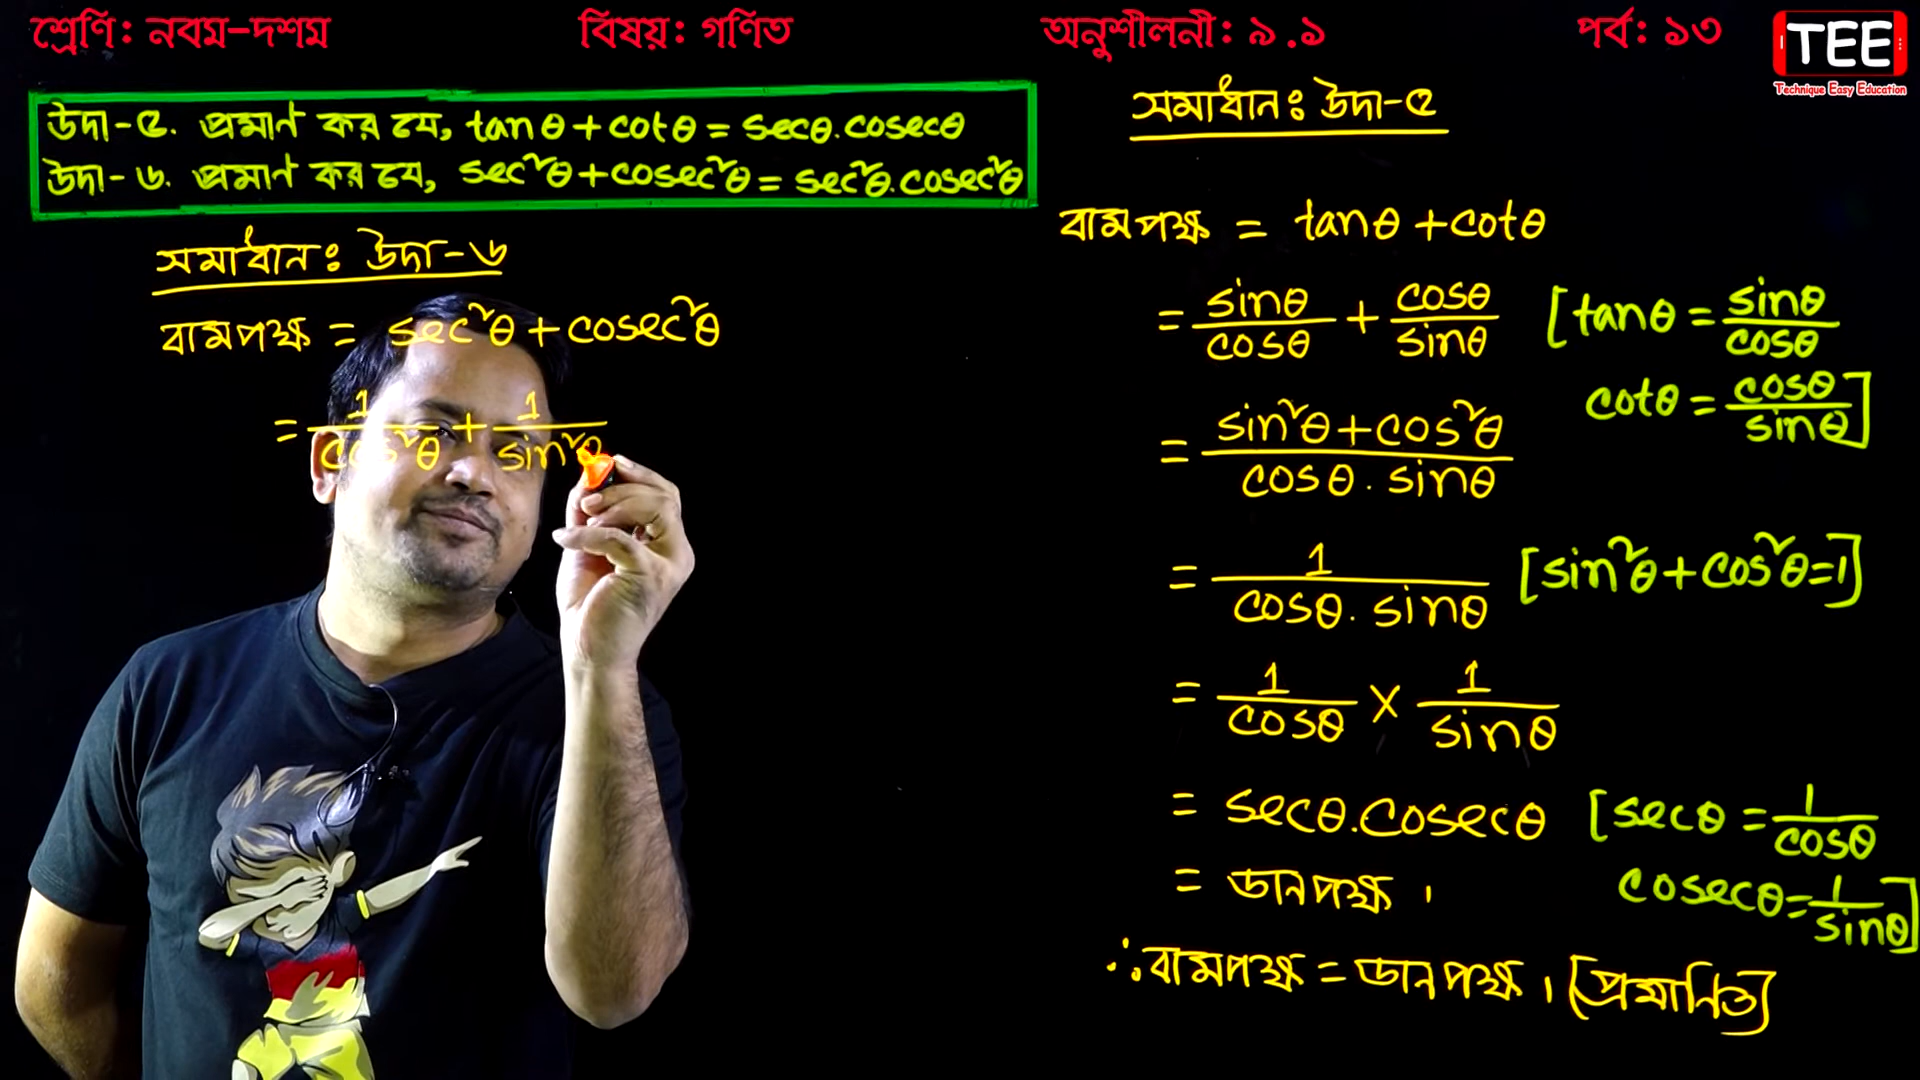 শ্রেণি: নবম-দশম
বিষয়: গণিত
অনুশীলনী: ৯.১
পর্ব: ১৩
TEE
Technique Easy Education
উদা-৫. প্রমাণ কর যে, tanθ + cotθ = secθ.cosecθ
উদা-৬. প্রমাণ কর যে, sec²θ + cosec²θ = sec²θ.cosec²θ
সমাধান: উদা-৬
বামপক্ষ = sec²θ + cosec²θ
= 1/cos²θ + 1/sin²θ
সমাধান: উদা-৫
বামপক্ষ = tanθ + cotθ
= sinθ/cosθ + cosθ/sinθ [tanθ = sinθ/cosθ
cotθ = cosθ/sinθ]
= (sin²θ + cos²θ)/(cosθ . sinθ)
= 1/(cosθ . sinθ) [sin²θ + cos²θ = 1]
= 1/cosθ × 1/sinθ
= secθ.cosecθ [secθ = 1/cosθ
= ডানপক্ষ । cosecθ = 1/sinθ]
∴ বামপক্ষ = ডানপক্ষ । [প্রমানিত]